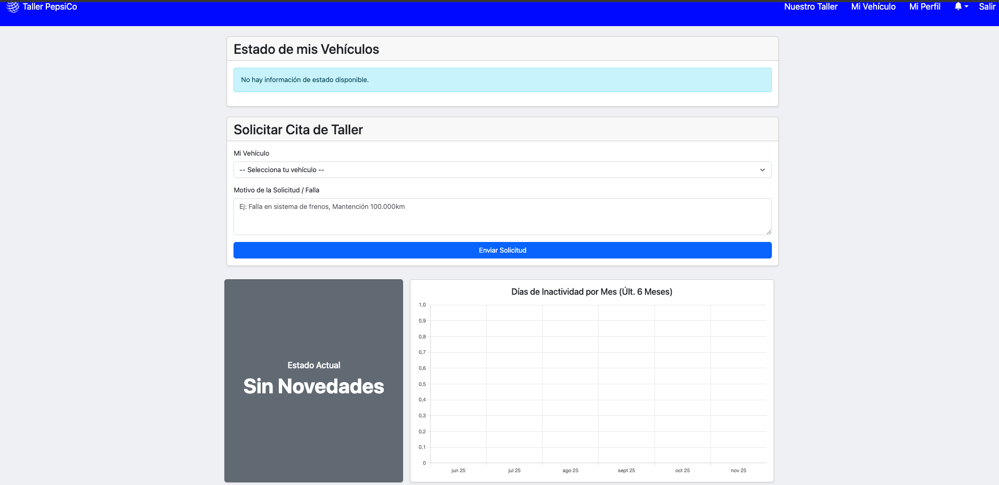 Taller PepsiCo
Nuestro Taller
Mi Vehículo
Mi Perfil
Salir
Estado de mis Vehículos
No hay información de estado disponible.
Solicitar Cita de Taller
Mi Vehículo
-- Selecciona tu vehículo --
Motivo de la Solicitud / Falla
Ej: Falla en sistema de frenos, Mantención 100.000km
Enviar Solicitud
Estado Actual
Sin Novedades
Días de Inactividad por Mes (Últ. 6 Meses)
1,0
0,9
0,8
0,7
0,6
0,5
0,4
0,3
0,2
0,1
0
jun 25
jul 25
ago 25
sept 25
oct 25
nov 25